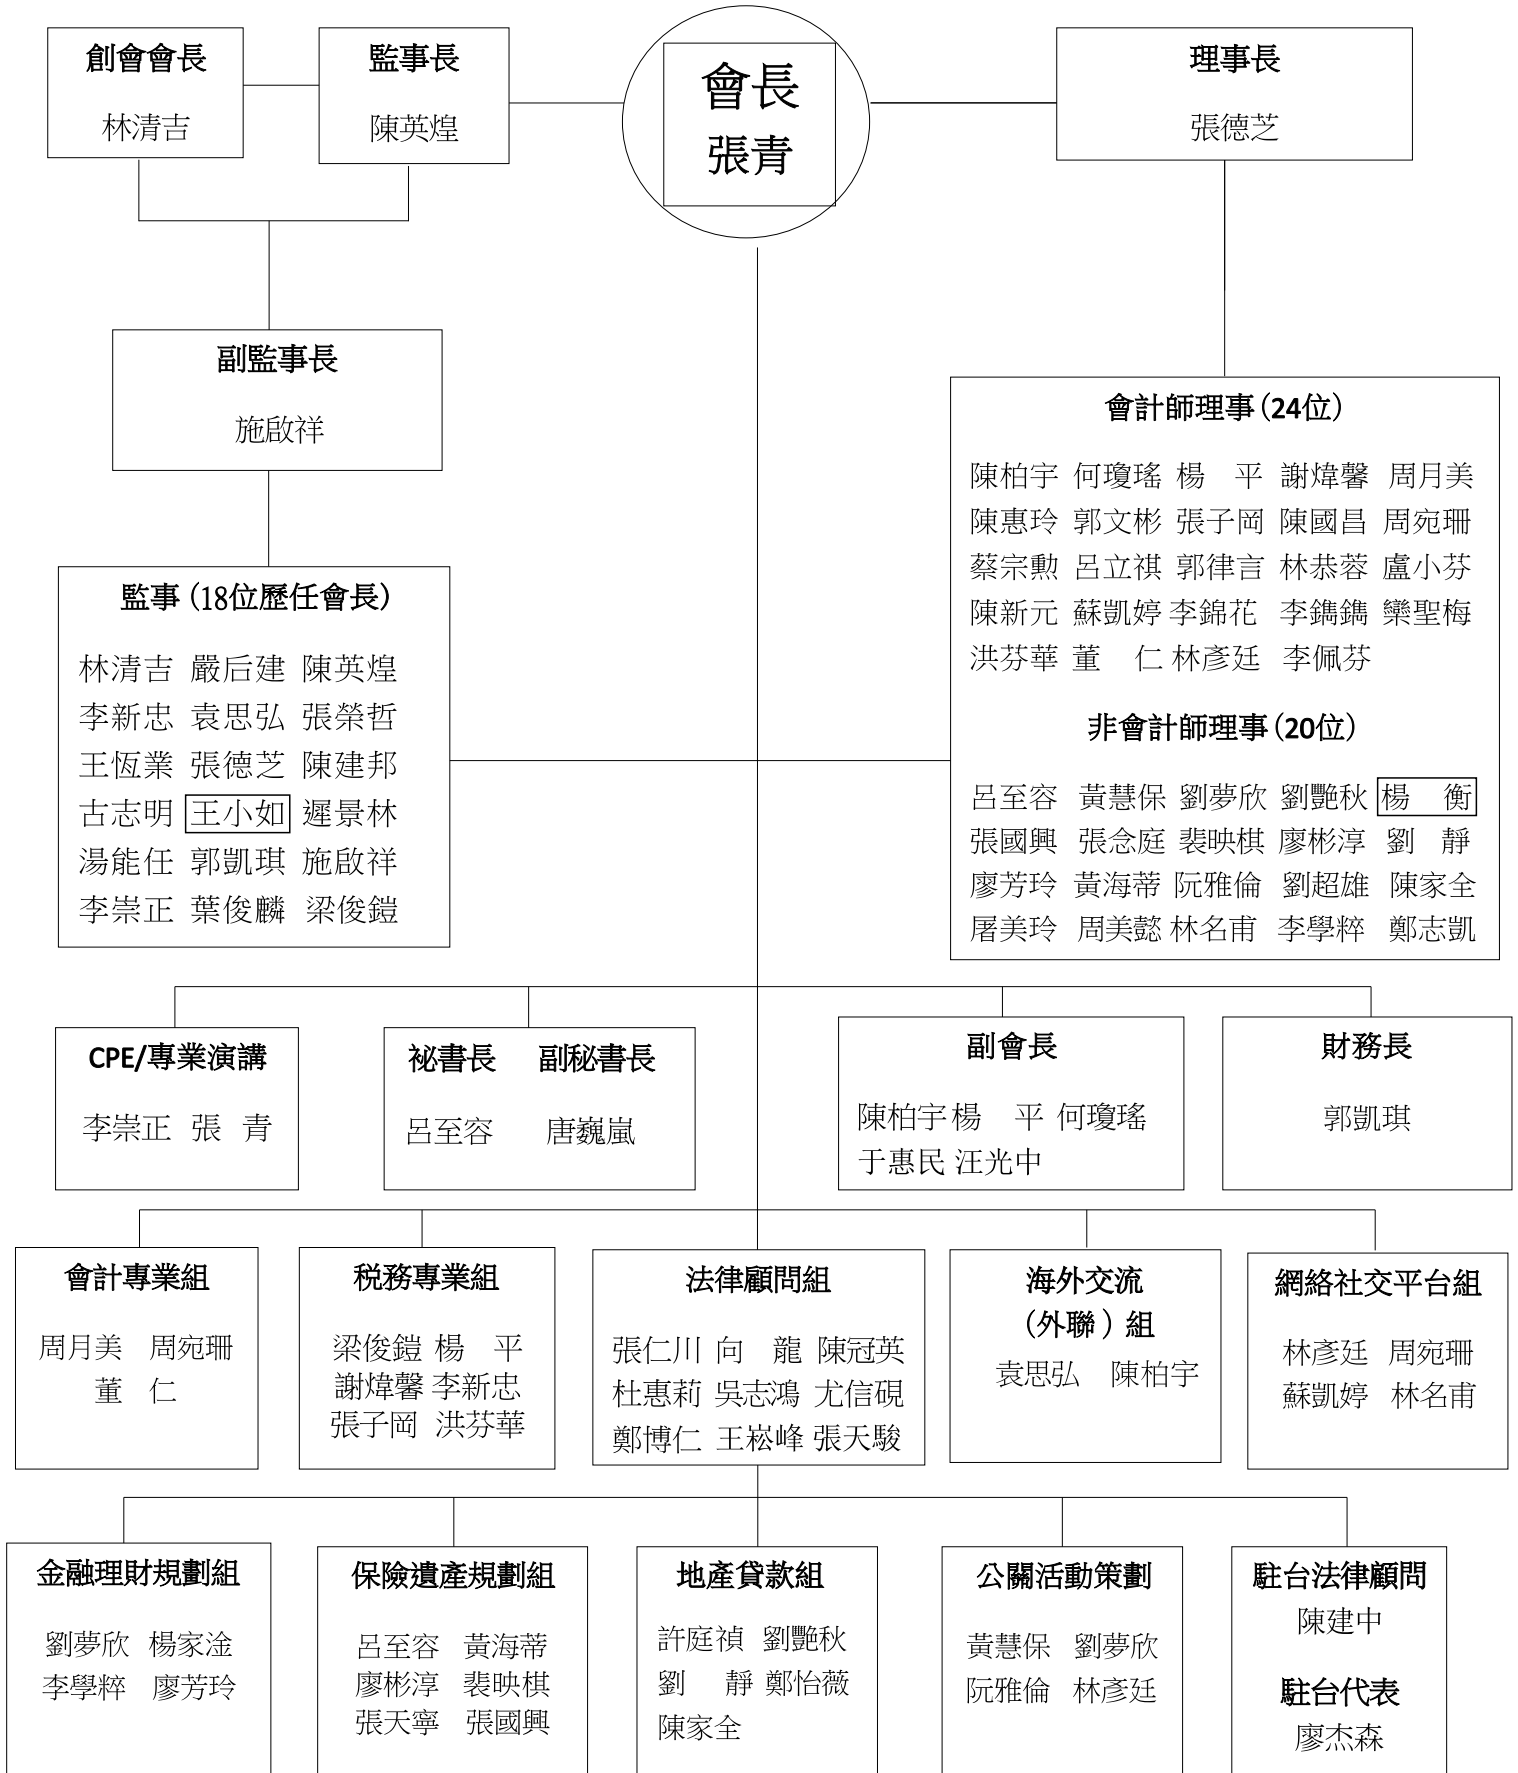 創會會長
林清吉
監事長
陳英煌
會長
張青
理事長
張德芝
副監事長
施啟祥
會計師理事(24位)
陳柏宇 何瓊瑤 楊 平 謝煒馨 周月美
陳惠玲 郭文彬 張子岡 陳國昌 周宛珊
蔡宗勳 呂立祺 郭律言 林恭蓉 盧小芬
陳新元 蘇凱婷 李錦花 李鐫鐫 欒聖梅
洪芬華 董 仁 林彥廷 李佩芬
非會計師理事(20位)
呂至容 黃慧保 劉夢欣 劉艷秋 楊 衡
張國興 張念庭 裴映棋 廖彬淳 劉 靜
廖芳玲 黃海蒂 阮雅倫 劉超雄 陳家全
屠美玲 周美懿 林名甫 李學粹 鄭志凱
監事(18位歷任會長)
林清吉 嚴后建 陳英煌
李新忠 袁思弘 張榮哲
王恆業 張德芝 陳建邦
古志明 王小如 遲景林
湯能任 郭凱琪 施啟祥
李崇正 葉俊麟 梁俊鎧
CPE/專業演講
李崇正 張 青
祕書長 副秘書長
呂至容 唐巍嵐
副會長
陳柏宇 楊 平 何瓊瑤
于惠民 汪光中
財務長
郭凱琪
會計專業組
周月美 周宛珊
董 仁
稅務專業組
梁俊鎧 楊 平
謝煒馨 李新忠
張子岡 洪芬華
法律顧問組
張仁川 向 龍 陳冠英
杜惠莉 吳志鴻 尤信硯
鄭博仁 王崧峰 張天駿
海外交流
(外聯)組
袁思弘 陳柏宇
網絡社交平台組
林彥廷 周宛珊
蘇凱婷 林名甫
金融理財規劃組
劉夢欣 楊家淦
李學粹 廖芳玲
保險遺產規劃組
呂至容 黃海蒂
廖彬淳 裴映棋
張天寧 張國興
地產貸款組
許庭禎 劉艷秋
劉 靜 鄭怡薇
陳家全
公關活動策劃
黃慧保 劉夢欣
阮雅倫 林彥廷
駐台法律顧問
陳建中
駐台代表
廖杰森